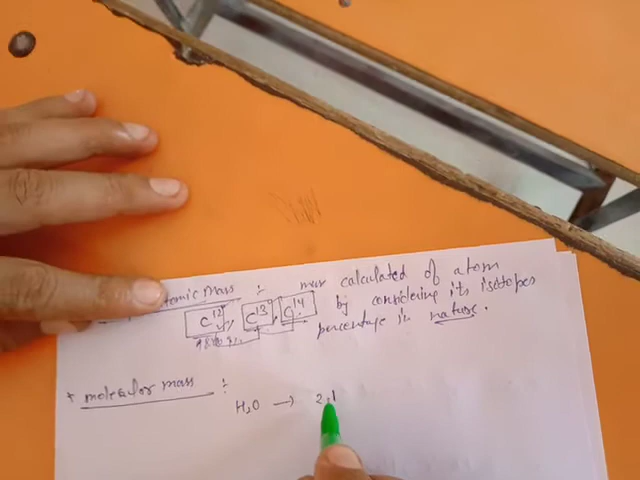 atomic mass :- mass calculated of atom
C12, C13, C14 by considering its isotopes
percentage in nature.
* molecular mass :-
H2O → 2,1